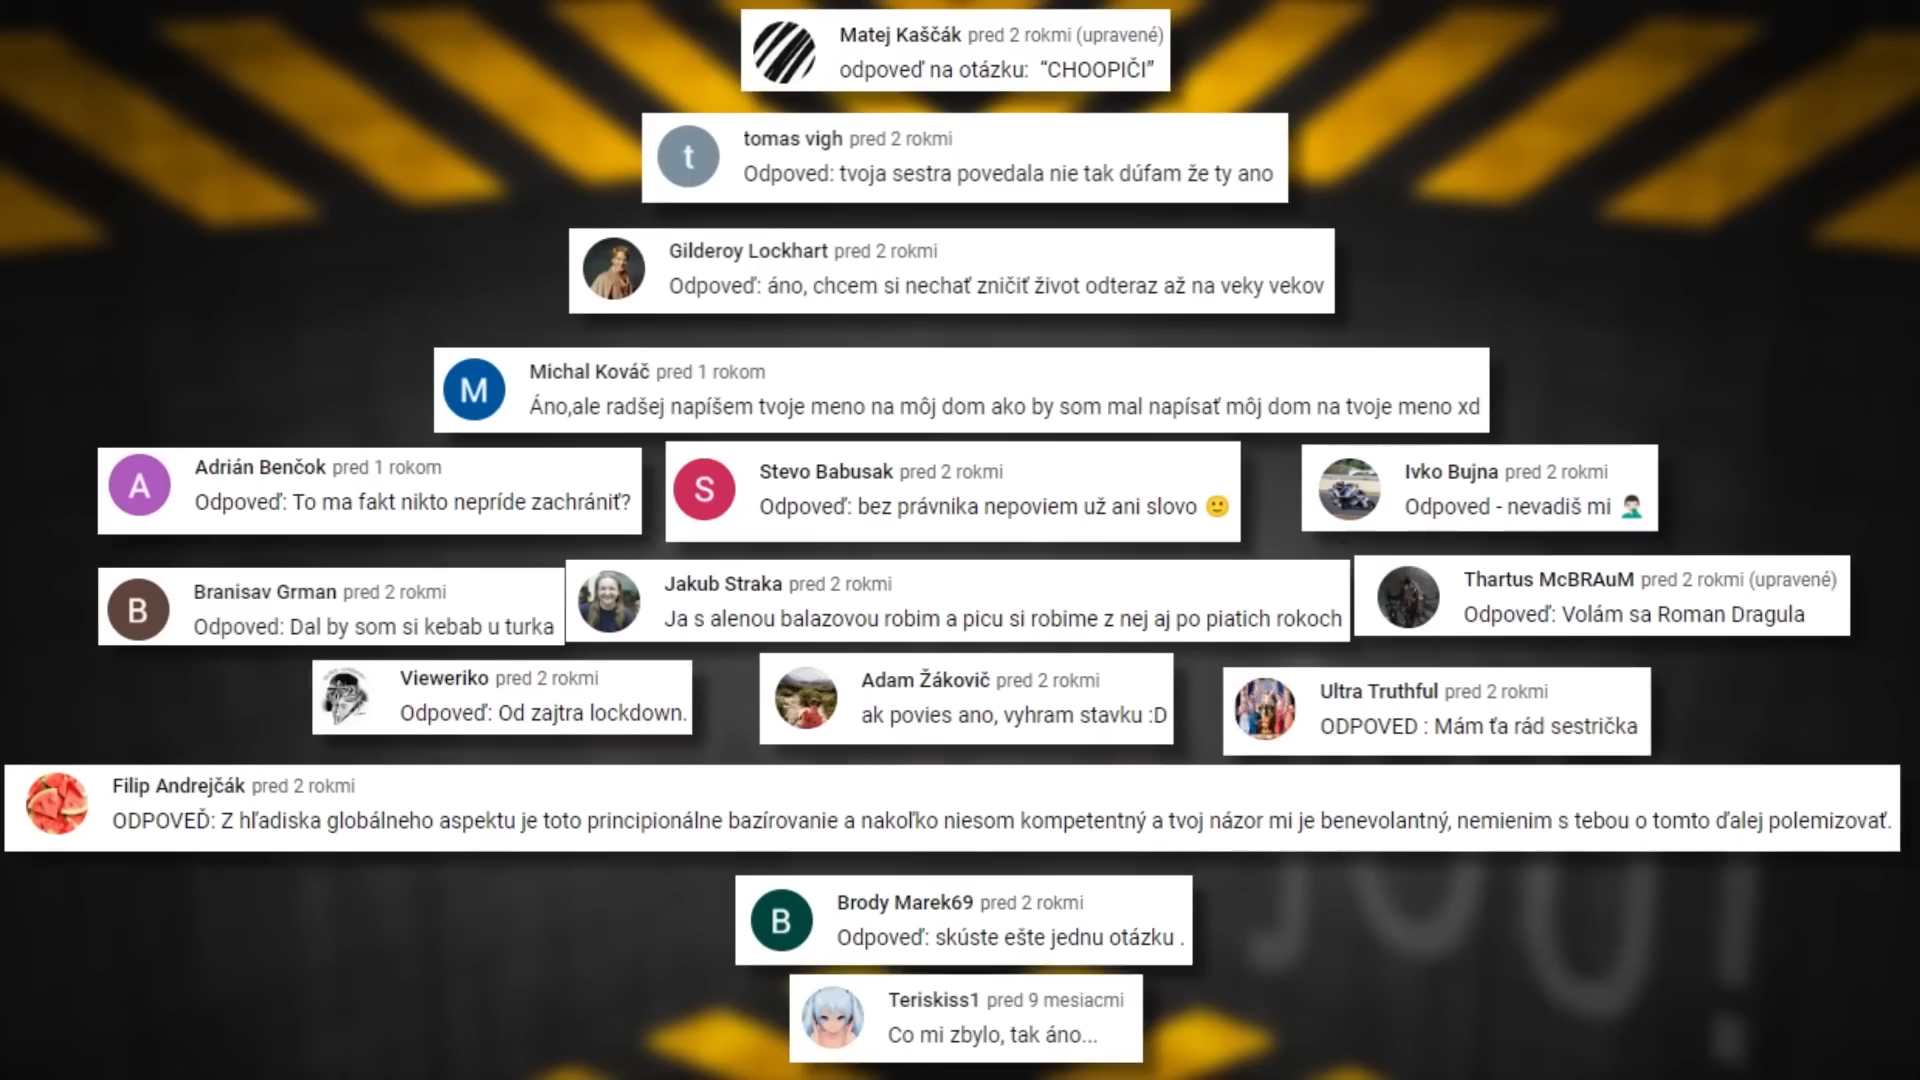 Matej Kaščák pred 2 rokmi (upravené)
odpoveď na otázku: “CHOOPIČI”
t
tomas vigh pred 2 rokmi
Odpoved: tvoja sestra povedala nie tak dúfam že ty ano
Gilderoy Lockhart pred 2 rokmi
Odpoveď: áno, chcem si nechať zničiť život odteraz až na veky vekov
M
Michal Kováč pred 1 rokom
Áno,ale radšej napíšem tvoje meno na môj dom ako by som mal napísať môj dom na tvoje meno xd
A
Adrián Benčok pred 1 rokom
Odpoveď: To ma fakt nikto nepríde zachrániť?
S
Stevo Babusak pred 2 rokmi
Odpoveď: bez právnika nepoviem už ani slovo 🙂
Ivko Bujna pred 2 rokmi
Odpoved - nevadiš mi 🤦🏻‍♂️
B
Branisav Grman pred 2 rokmi
Odpoved: Dal by som si kebab u turka
Jakub Straka pred 2 rokmi
Ja s alenou balazovou robim a picu si robime z nej aj po piatich rokoch
Thartus McBRAuM pred 2 rokmi (upravené)
Odpoveď: Volám sa Roman Dragula
Vieweriko pred 2 rokmi
Odpoveď: Od zajtra lockdown.
Adam Žákovič pred 2 rokmi
ak povies ano, vyhram stavku :D
Ultra Truthful pred 2 rokmi
ODPOVED : Mám ťa rád sestrička
Filip Andrejčák pred 2 rokmi
ODPOVEĎ: Z hľadiska globálneho aspektu je toto principionálne bazírovanie a nakoľko niesom kompetentný a tvoj názor mi je benevolantný, nemienim s tebou o tomto ďalej polemizovať.
B
Brody Marek69 pred 2 rokmi
Odpoveď: skúste ešte jednu otázku .
Teriskiss1 pred 9 mesiacmi
Co mi zbylo, tak áno...